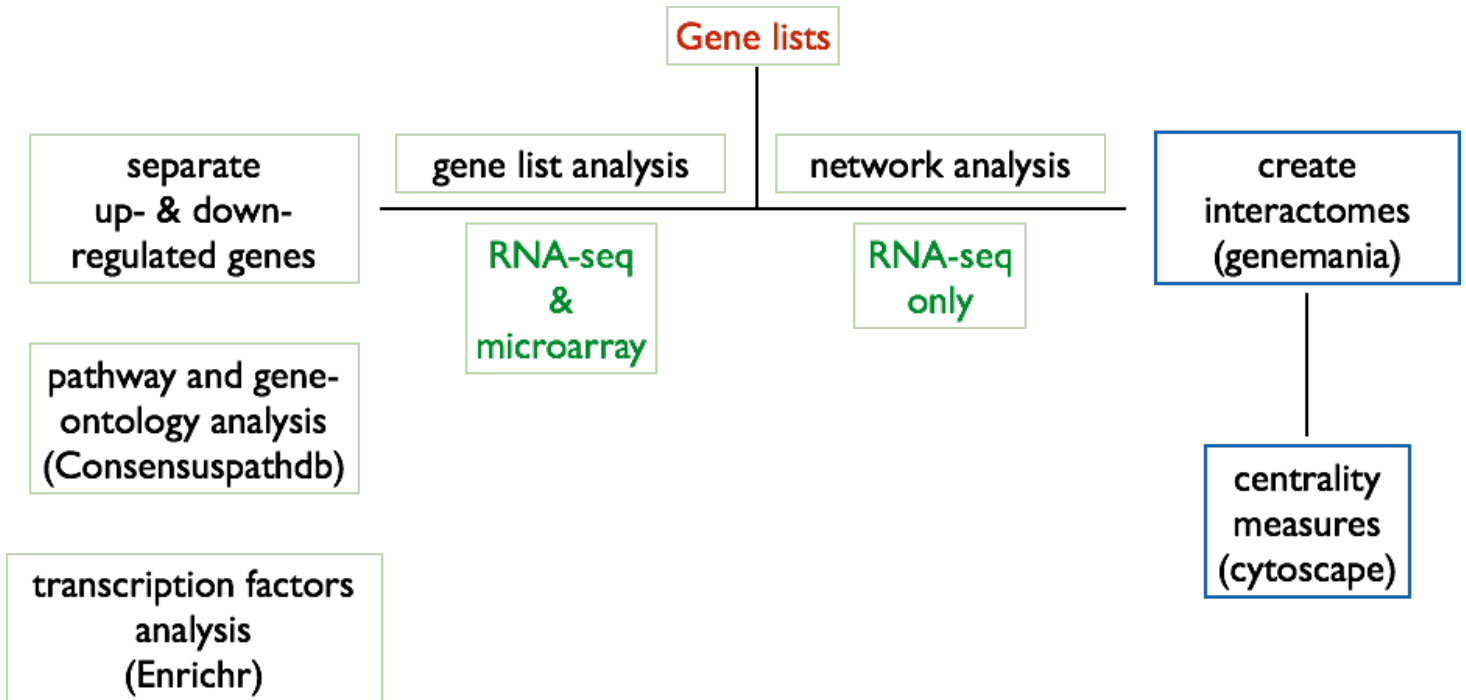 Gene lists
separate
up- & down-
regulated genes
gene list analysis
network analysis
create
interactomes
(genemania)
RNA-seq
&
microarray
RNA-seq
only
pathway and gene-
ontology analysis
(Consensuspathdb)
centrality
measures
(cytoscape)
transcription factors
analysis
(Enrichr)